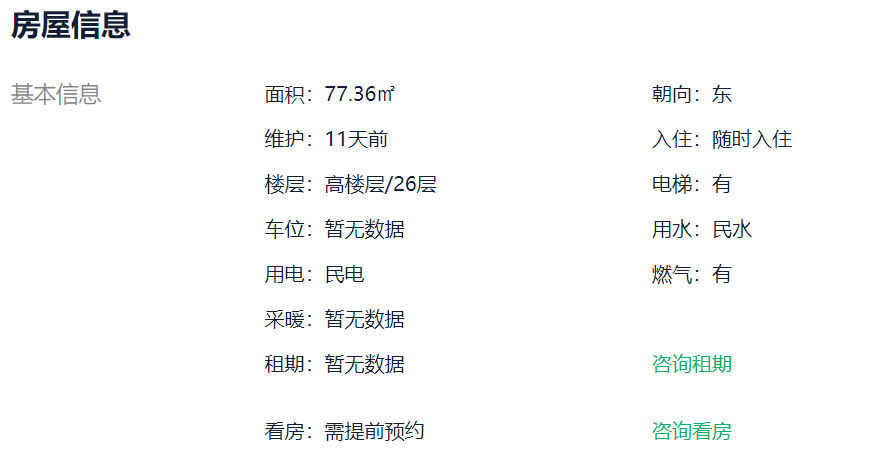 房屋信息
基本信息 面积：77.36㎡ 朝向：东
维护：11天前 入住：随时入住
楼层：高楼层/26层 电梯：有
车位：暂无数据 用水：民水
用电：民电 燃气：有
采暖：暂无数据
租期：暂无数据 咨询租期
看房：需提前预约 咨询看房